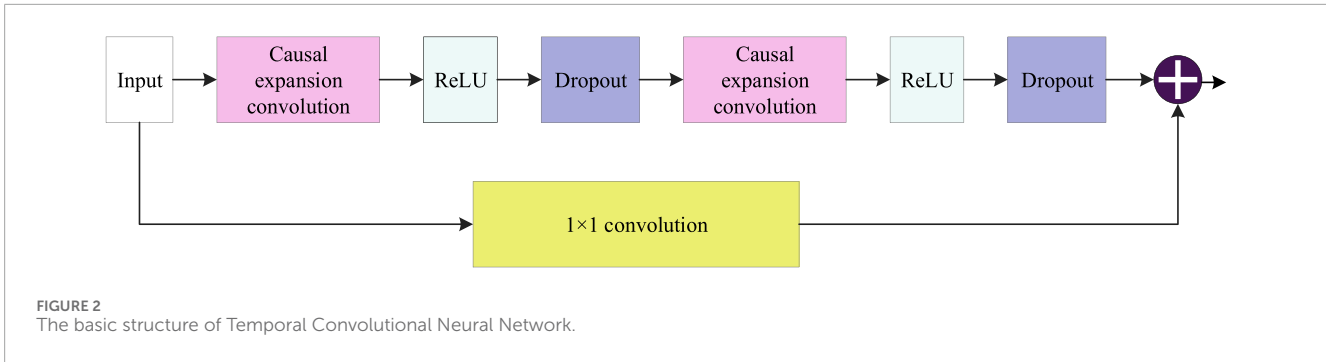 Input
Causal
expansion
convolution
ReLU
Dropout
Causal
expansion
convolution
ReLU
Dropout
1×1 convolution
FIGURE 2
The basic structure of Temporal Convolutional Neural Network.